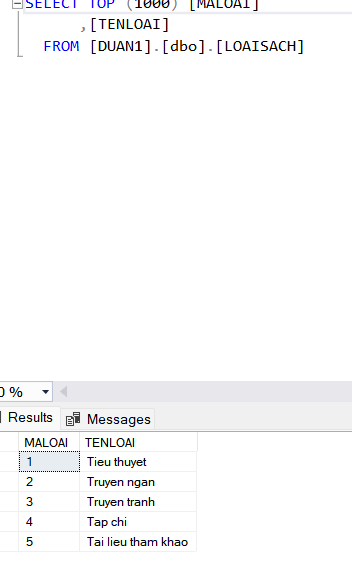 SELECT TOP (1000) [MALOAI]
,[TENLOAI]
FROM [DUAN1].[dbo].[LOAISACH]
0 %
Results Messages
MALOAI TENLOAI
1 Tieu thuyet
2 Truyen ngan
3 Truyen tranh
4 Tap chi
5 Tai lieu tham khao